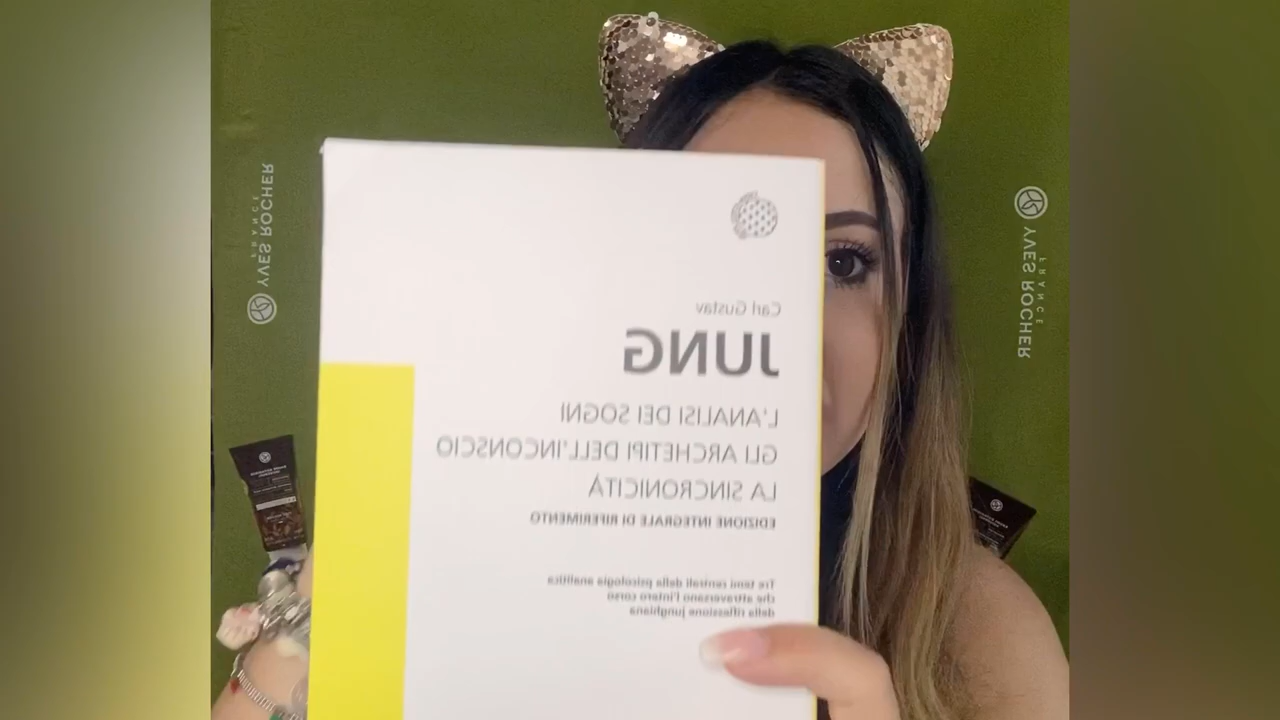 Carl Gustav
JUNG
L'ANALISI DEI SOGNI
GLI ARCHETIPI DELL'INCONSCIO
LA SINCRONICITÀ
EDIZIONE INTEGRALE DI RIFERIMENTO
Tre temi centrali della psicologia analitica
che attraversano l'intero corso
della riflessione junghiana
YVES ROCHER
FRANCE
YVES ROCHER
FRANCE